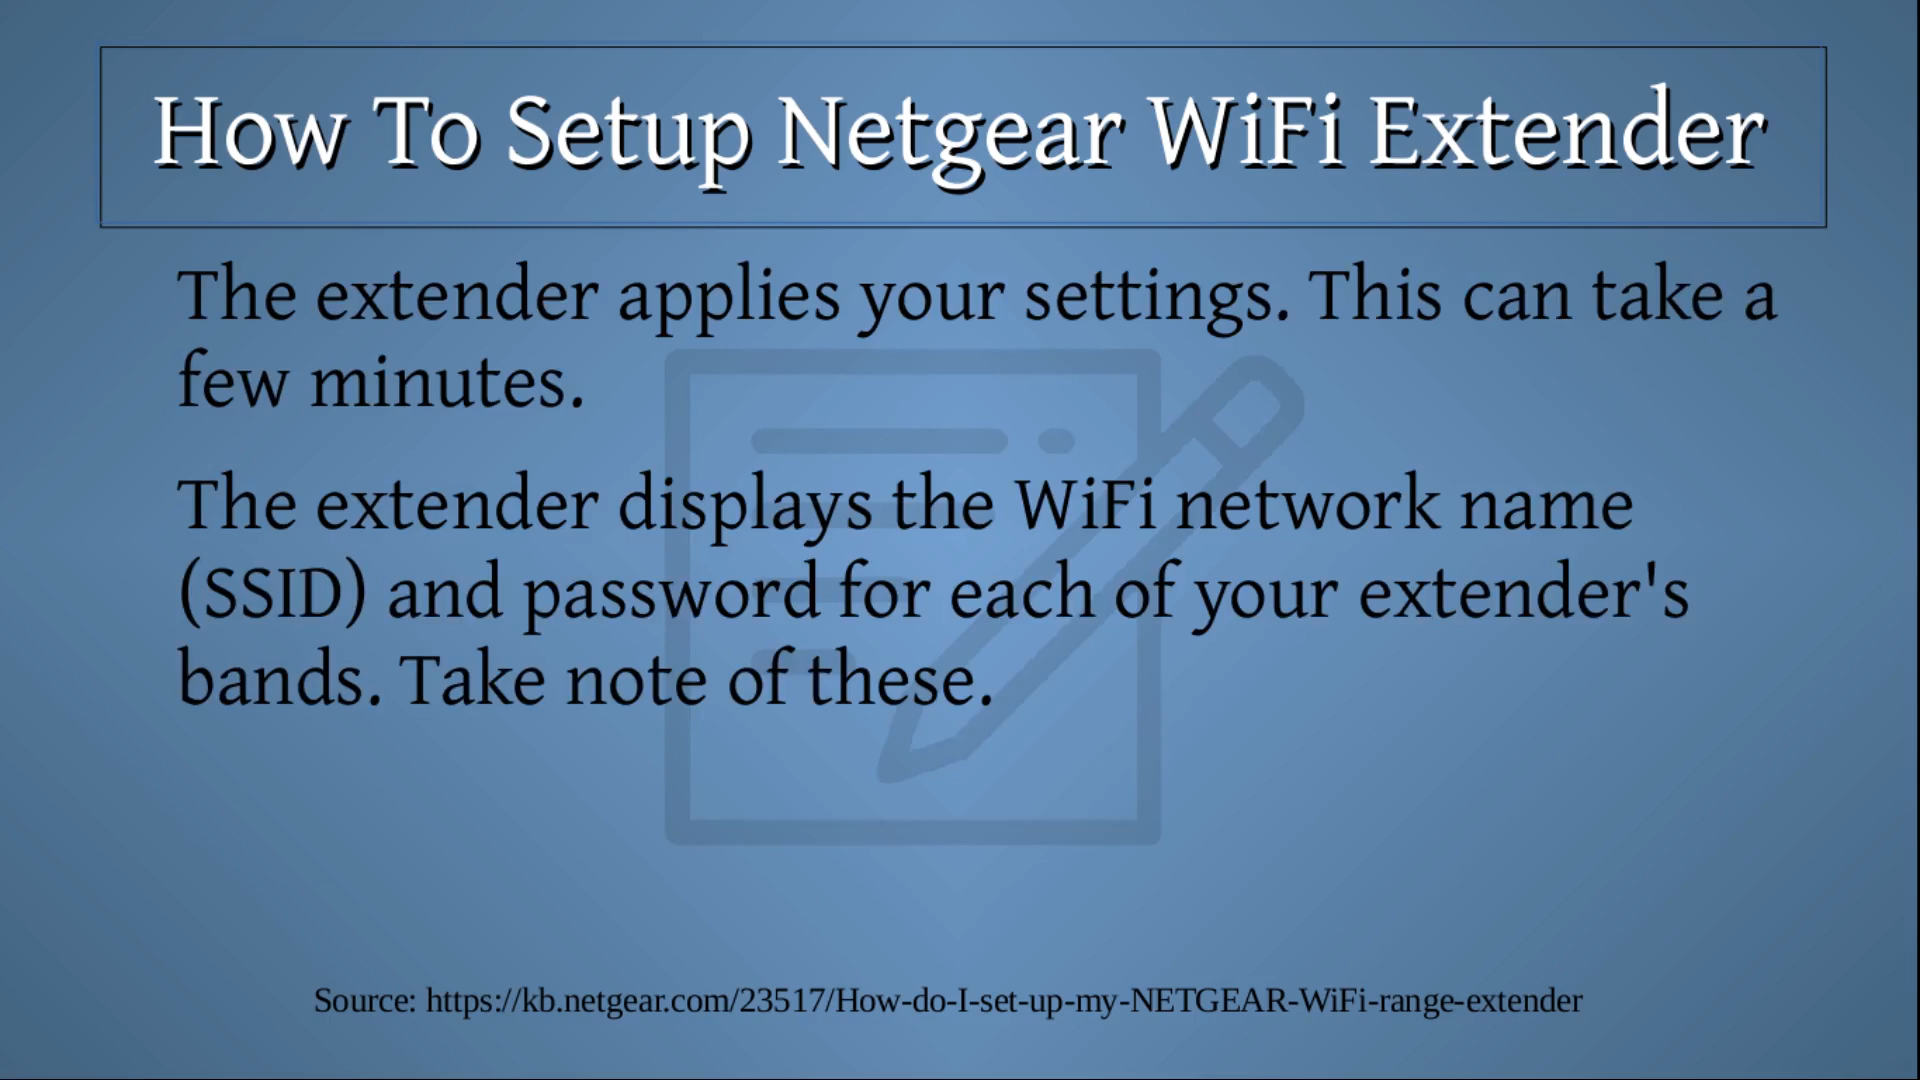 How To Setup Netgear WiFi Extender
The extender applies your settings. This can take a
few minutes.
The extender displays the WiFi network name
(SSID) and password for each of your extender's
bands. Take note of these.
Source: https://kb.netgear.com/23517/How-do-I-set-up-my-NETGEAR-WiFi-range-extender